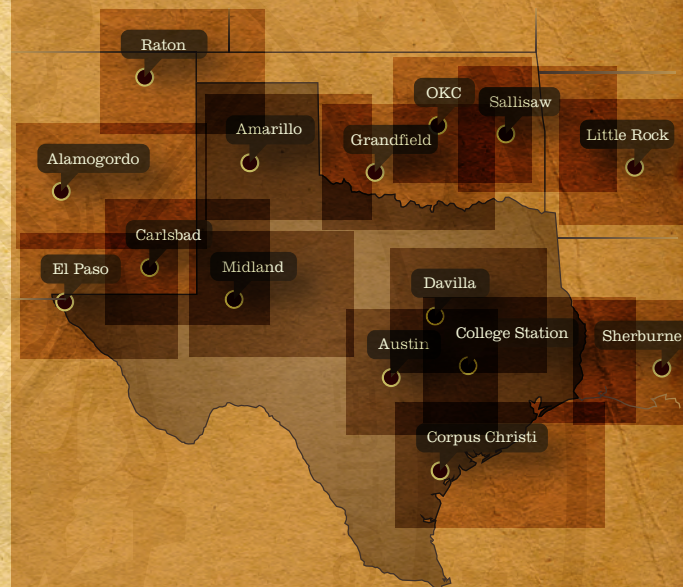 Raton
OKC
Sallisaw
Amarillo
Grandfield
Little Rock
Alamogordo
Carlsbad
El Paso
Midland
Davilla
College Station
Austin
Sherburne
Corpus Christi